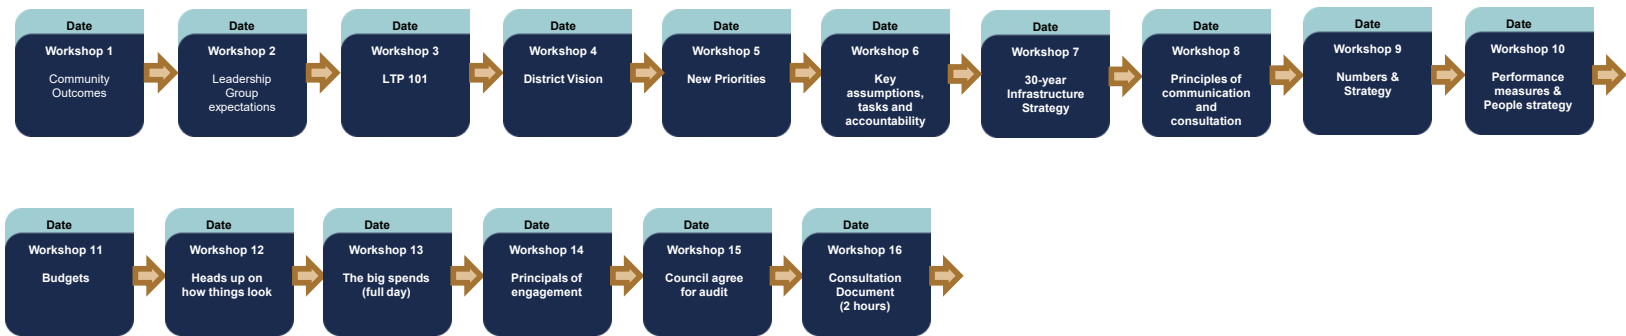 Date
Workshop 1
Community
Outcomes
Date
Workshop 2
Leadership
Group
expectations
Date
Workshop 3
LTP 101
Date
Workshop 4
District Vision
Date
Workshop 5
New Priorities
Date
Workshop 6
Key
assumptions,
tasks and
accountability
Date
Workshop 7
30-year
Infrastructure
Strategy
Date
Workshop 8
Principles of
communication
and
consultation
Date
Workshop 9
Numbers &
Strategy
Date
Workshop 10
Performance
measures &
People strategy
Date
Workshop 11
Budgets
Date
Workshop 12
Heads up on
how things look
Date
Workshop 13
The big spends
(full day)
Date
Workshop 14
Principals of
engagement
Date
Workshop 15
Council agree
for audit
Date
Workshop 16
Consultation
Document
(2 hours)